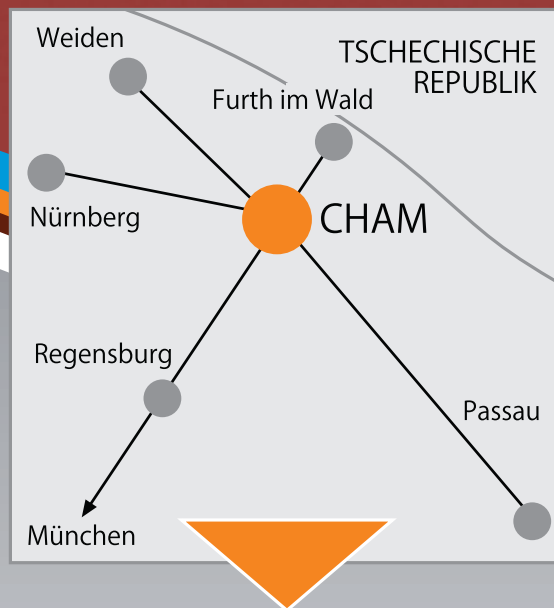 Weiden
TSCHECHISCHE
REPUBLIK
Furth im Wald
Nürnberg
CHAM
Regensburg
Passau
München